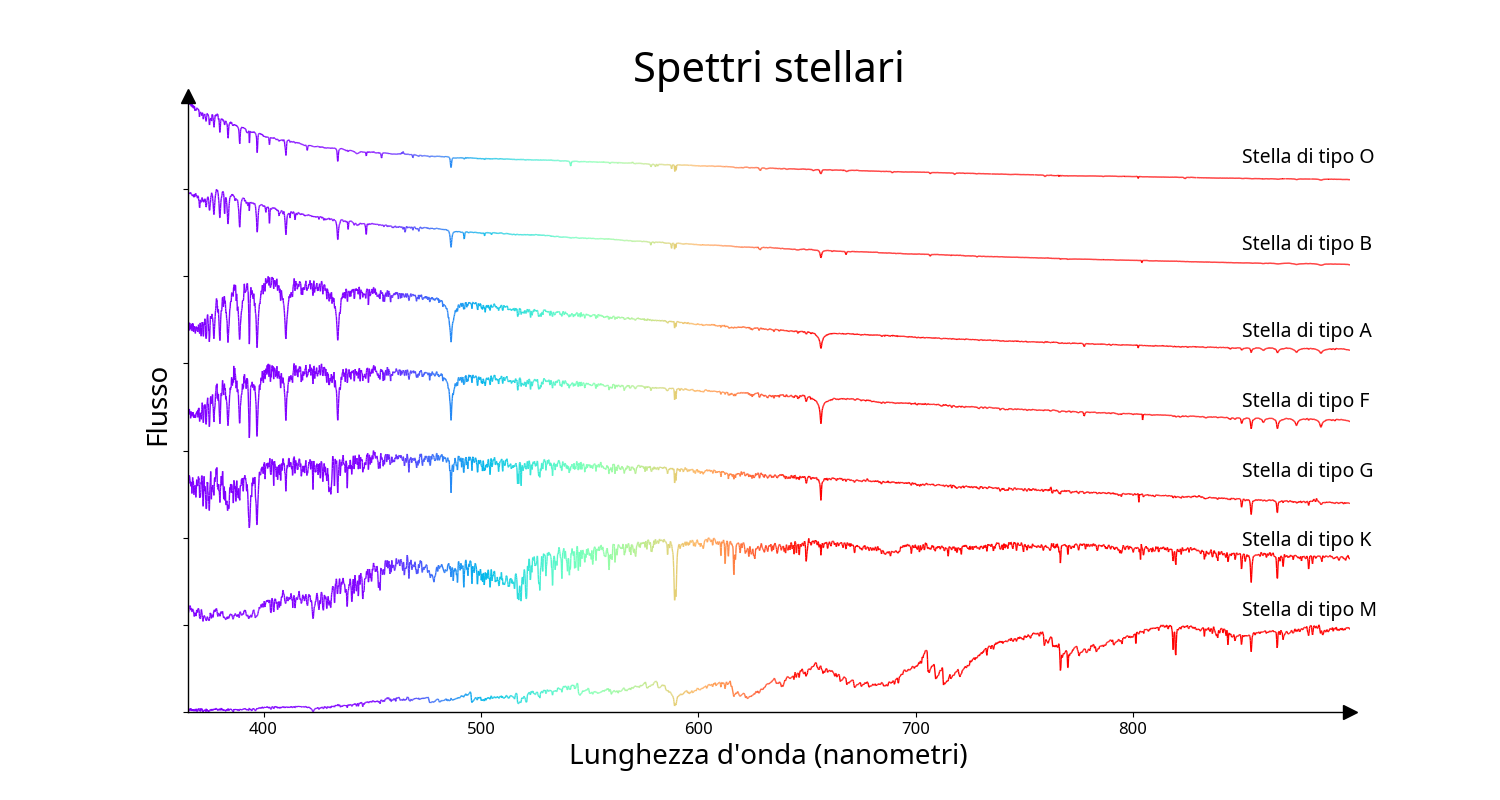 Spettri stellari
Stella di tipo O
Stella di tipo B
Stella di tipo A
Stella di tipo F
Stella di tipo G
Stella di tipo K
Stella di tipo M
Flusso
400 500 600 700 800
Lunghezza d'onda (nanometri)